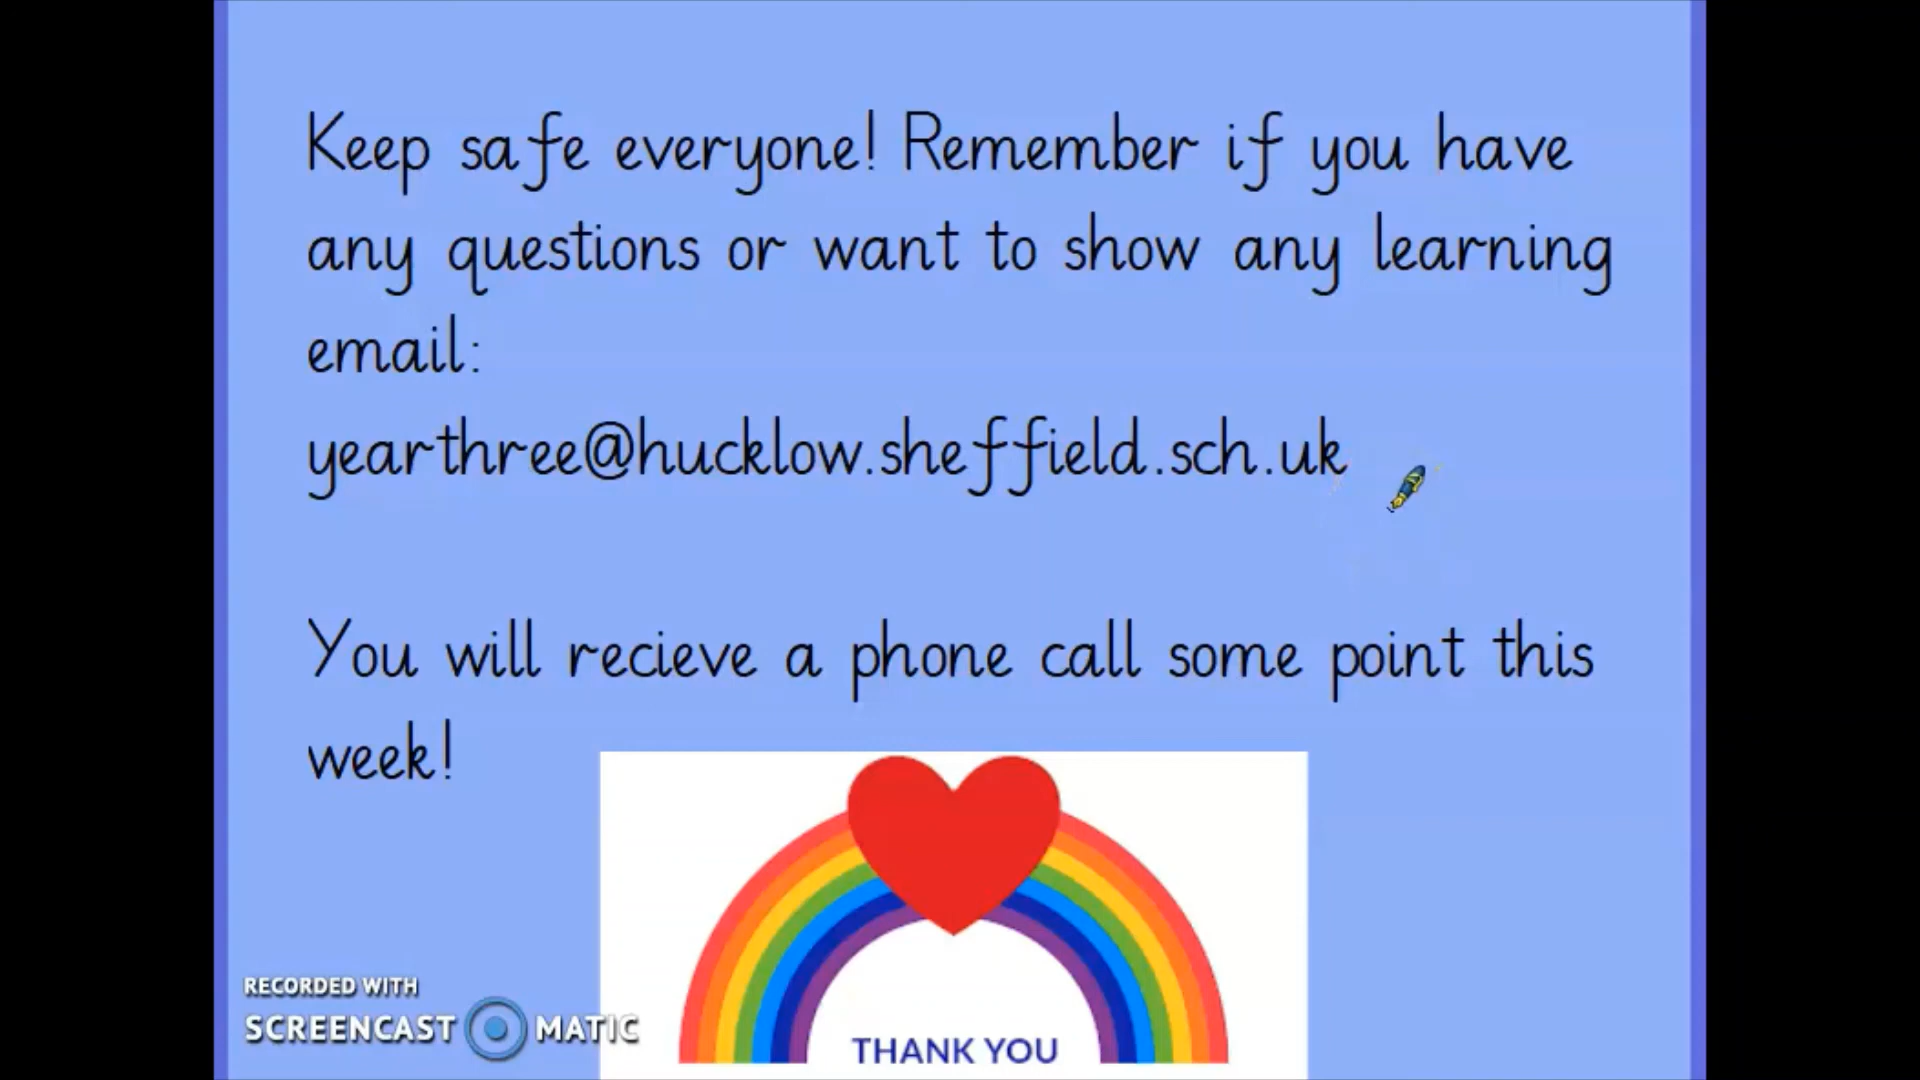 Keep safe everyone! Remember if you have
any questions or want to show any learning
email:
yearthree@hucklow.sheffield.sch.uk
You will recieve a phone call some point this
week!
THANK YOU
RECORDED WITH
SCREENCAST MATIC